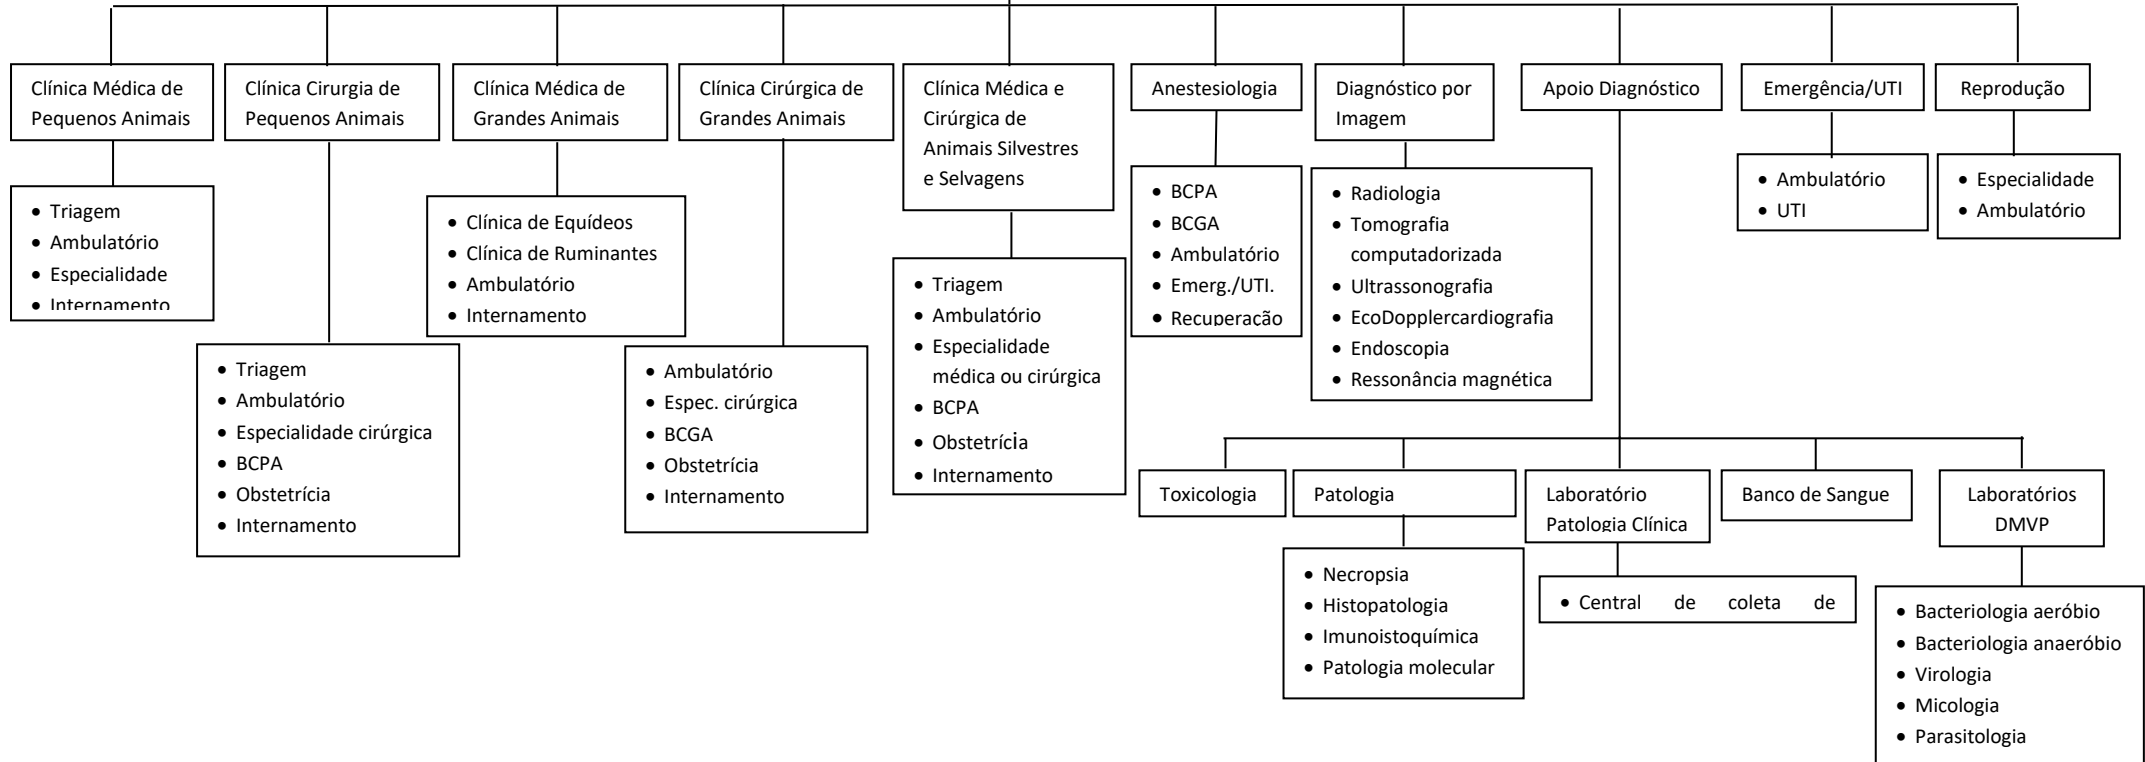 Clínica Médica de
Pequenos Animais
Clínica Cirurgia de
Pequenos Animais
Clínica Médica de
Grandes Animais
Clínica Cirúrgica de
Grandes Animais
Clínica Médica e
Cirúrgica de
Animais Silvestres
e Selvagens
Anestesiologia
Diagnóstico por
Imagem
Apoio Diagnóstico
Emergência/UTI
Reprodução
• Triagem
• Ambulatório
• Especialidade
• Internamento
• Triagem
• Ambulatório
• Especialidade cirúrgica
• BCPA
• Obstetrícia
• Internamento
• Clínica de Equídeos
• Clínica de Ruminantes
• Ambulatório
• Internamento
• Ambulatório
• Espec. cirúrgica
• BCGA
• Obstetrícia
• Internamento
• Triagem
• Ambulatório
• Especialidade
médica ou cirúrgica
• BCPA
• Obstetrícia
• Internamento
• BCPA
• BCGA
• Ambulatório
• Emerg./UTI.
• Recuperação
• Radiologia
• Tomografia
computadorizada
• Ultrassonografia
• EcoDopplercardiografia
• Endoscopia
• Ressonância magnética
• Ambulatório
• UTI
• Especialidade
• Ambulatório
Toxicologia
Patologia
Laboratório
Patologia Clínica
Banco de Sangue
Laboratórios
DMVP
• Necropsia
• Histopatologia
• Imunoistoquímica
• Patologia molecular
• Central de coleta de
• Bacteriologia aeróbio
• Bacteriologia anaeróbio
• Virologia
• Micologia
• Parasitologia